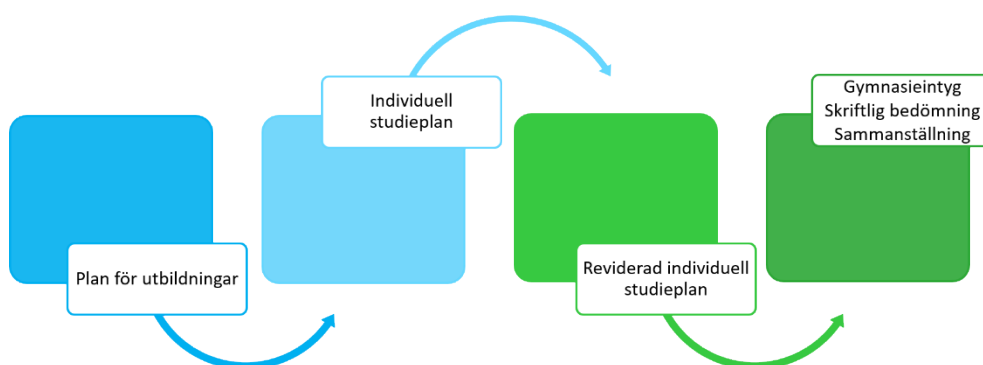 Plan för utbildningar
Individuell
studieplan
Reviderad individuell
studieplan
Gymnasieintyg
Skriftlig bedömning
Sammanställning